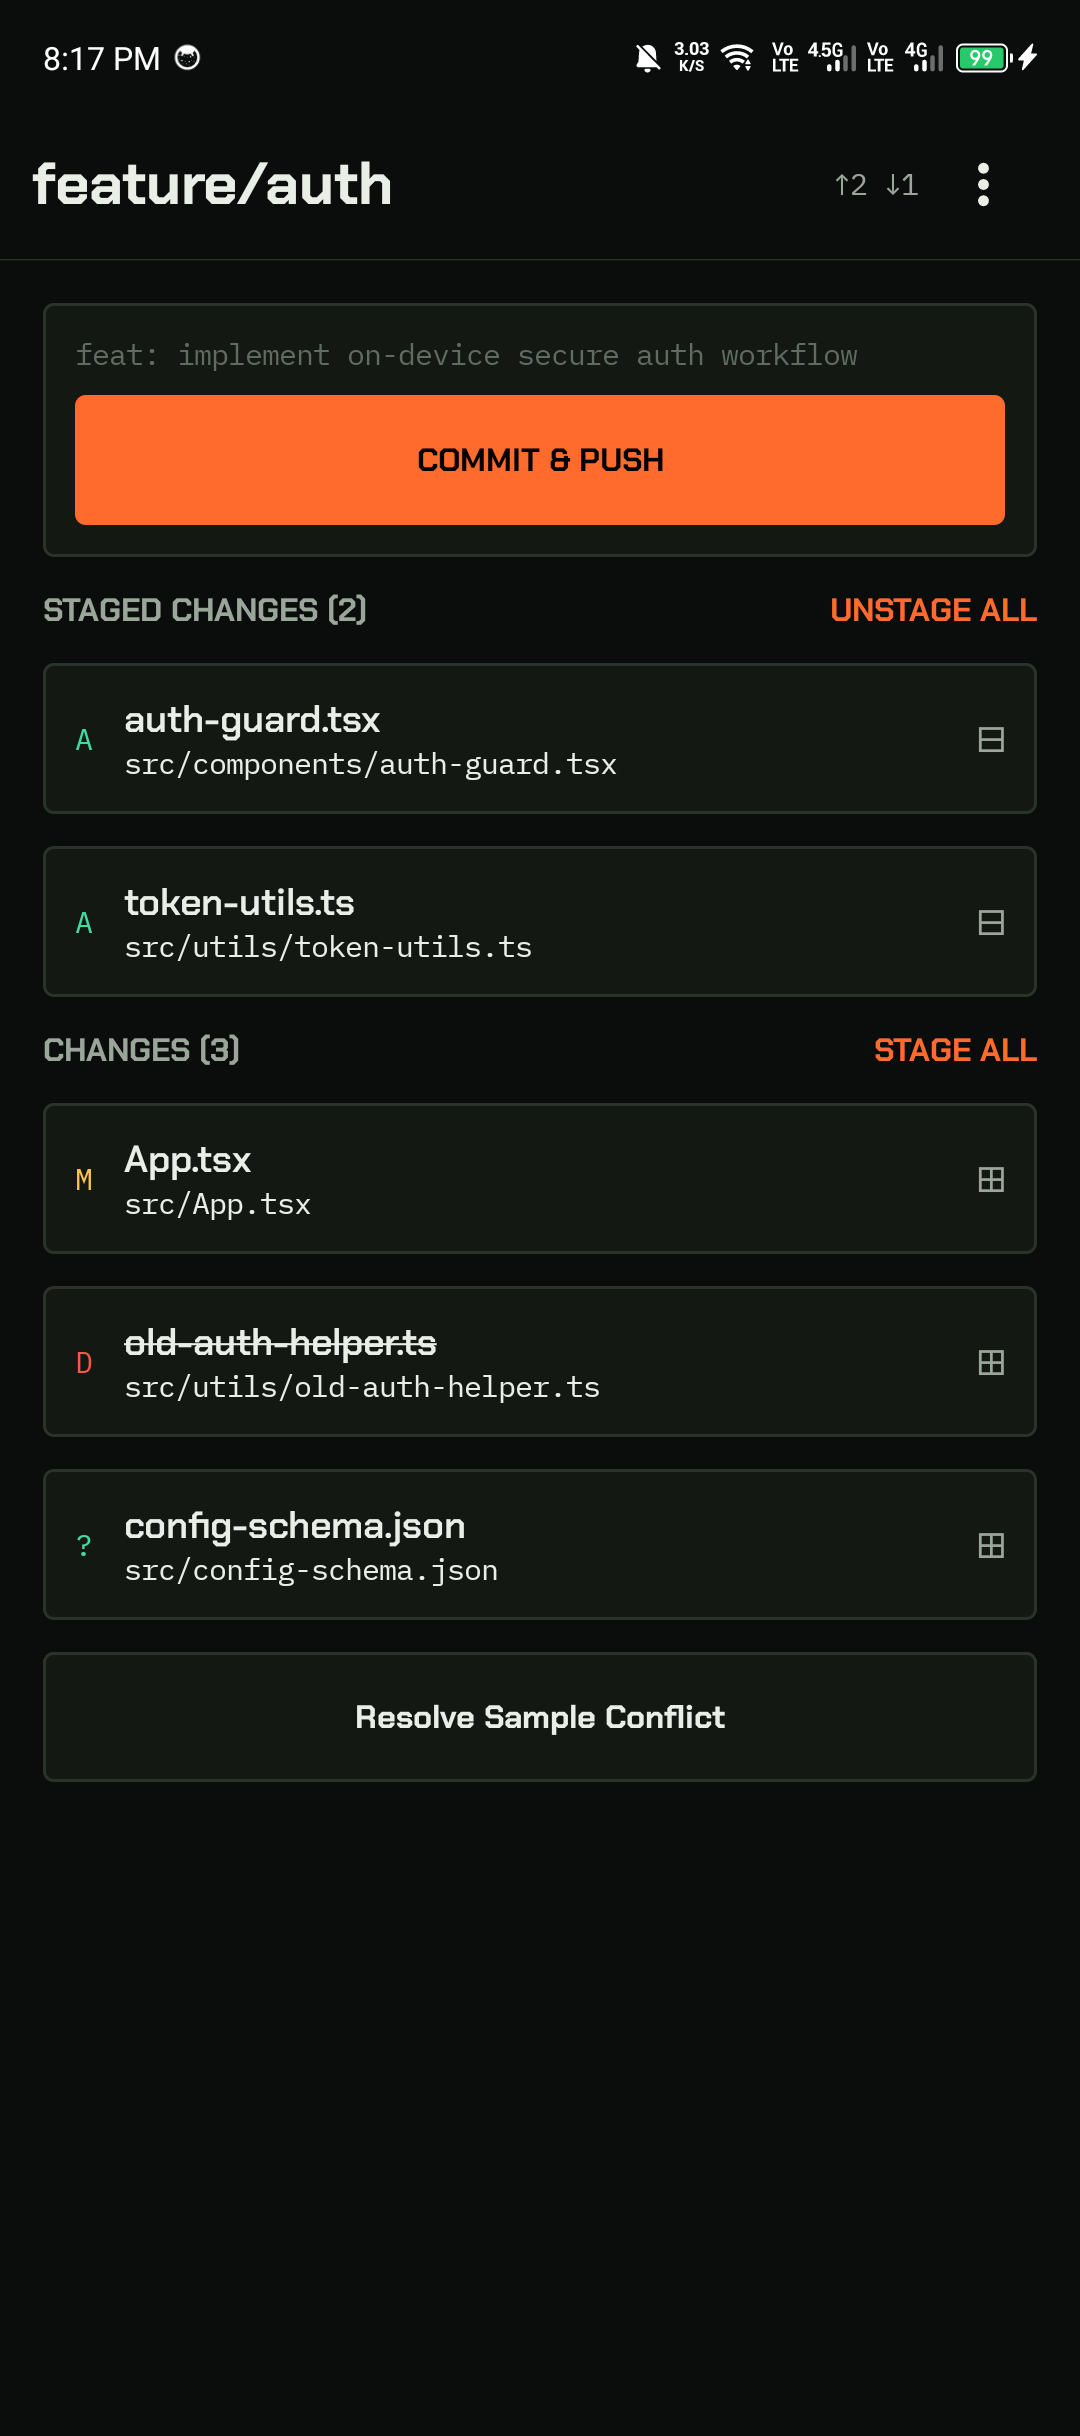 8:17 PM
3.03 K/S Vo LTE 4.5G Vo LTE 4G 99
feature/auth
↑2 ↓1
feat: implement on-device secure auth workflow
COMMIT & PUSH
STAGED CHANGES (2)
UNSTAGE ALL
A
auth-guard.tsx
src/components/auth-guard.tsx
A
token-utils.ts
src/utils/token-utils.ts
CHANGES (3)
STAGE ALL
M
App.tsx
src/App.tsx
D
old-auth-helper.ts
src/utils/old-auth-helper.ts
?
config-schema.json
src/config-schema.json
Resolve Sample Conflict